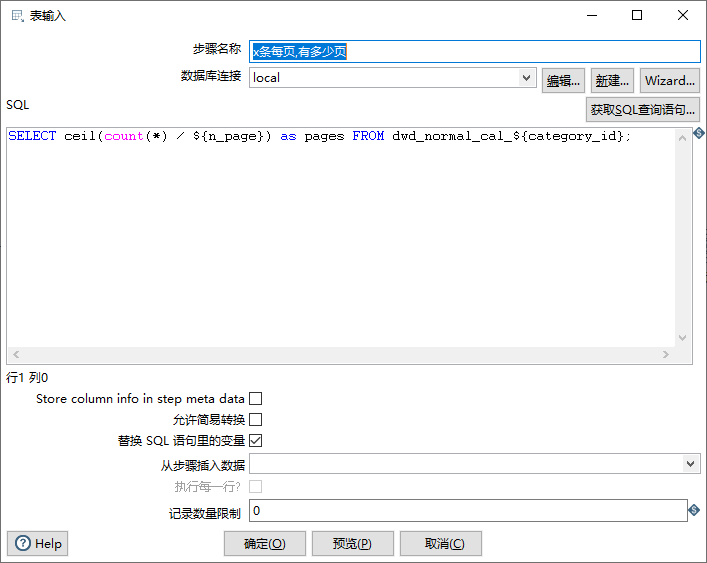 表输入
步骤名称 x条每页,有多少页
数据库连接 local 编辑... 新建... Wizard...
SQL 获取SQL查询语句...
SELECT ceil(count(*) / ${n_page}) as pages FROM dwd_normal_cal_${category_id};
行1 列0
Store column info in step meta data
允许简易转换
替换 SQL 语句里的变量
从步骤插入数据
执行每一行?
记录数量限制 0
Help 确定(O) 预览(P) 取消(C)